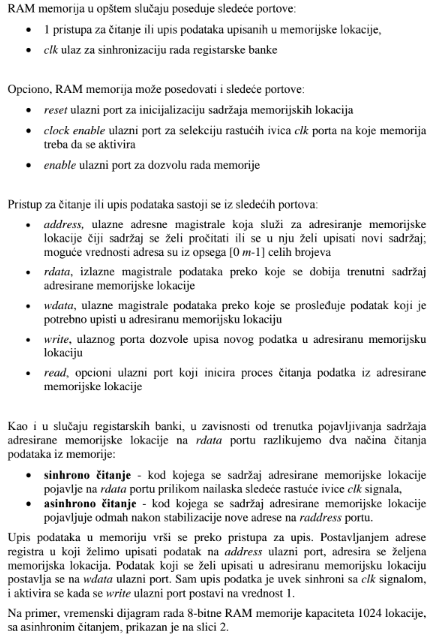 RAM memorija u opštem slučaju poseduje sledeće portove:
• 1 pristupa za čitanje ili upis podataka upisanih u memorije lokacije,
• clk ulaz za sinhronizaciju rada registarske banke
Opciono, RAM memorija može posedovati i sledeće portove:
• reset ulazni port za inicijalizaciju sadržaja memorijskih lokacija
• clock enable ulazni port za selekciju rastućih ivica clk porta na koje memorija
treba da se aktivira
• enable ulazni port za dozvolu rada memorije
Pristup za čitanje ili upis podataka sastoji se iz sledećih portova:
• address, ulazne adresne magistrale koja služi za adresiranje memorijske
lokacije čiji sadržaj se želi pročitati ili se u nju želi upisati novi sadržaj;
moguće vrednosti adresa su iz opsega [0 m-1] celih brojeva
• rdata, izlazne magistrale podataka preko koje se dobija trenutni sadržaj
adresirane memorijske lokacije
• wdata, ulazne magistrale podataka preko koje se prosleđuje podatak koji je
potrebno upisti u adresiranu memorijsku lokaciju
• write, ulaznog porta dozvole upisa novog podatka u adresiranu memorijsku
lokaciju
• read, opcioni ulazni port koji inicira proces čitanja podatka iz adresirane
memorijske lokacije
Kao i u slučaju registarskih banki, u zavisnosti od trenutka pojavljivanja sadržaja
adresirane memorijske lokacije na rdata portu razlikujemo dva načina čitanja
podataka iz memorije:
• sinhrono čitanje - kod kojega se sadržaj adresirane memorijske lokacije
pojavlje na rdata portu prilikom nailaska sledeće rastuće ivice clk signala,
• asinhrono čitanje - kod kojega se sadržaj adresirane memorijske lokacije
pojavljuje odmah nakon stabilizacije nove adrese na raddress portu.
Upis podataka u memoriju vrši se preko pristupa za upis. Postavljanjem adrese
registra u koji želimo upisati podatak na address ulazni port, adresira se željena
memorijska lokacija. Podatak koji se želi upisati u adresiranu memorijsku lokaciju
postavlja se na wdata ulazni port. Sam upis podatka je uvek sinhroni sa clk signalom,
i aktivira se kada se write ulazni port postavi na vrednost 1.
Na primer, vremenski dijagram rada 8-bitne RAM memorije kapaciteta 1024 lokacije,
sa asinhronim čitanjem, prikazan je na slici 2.